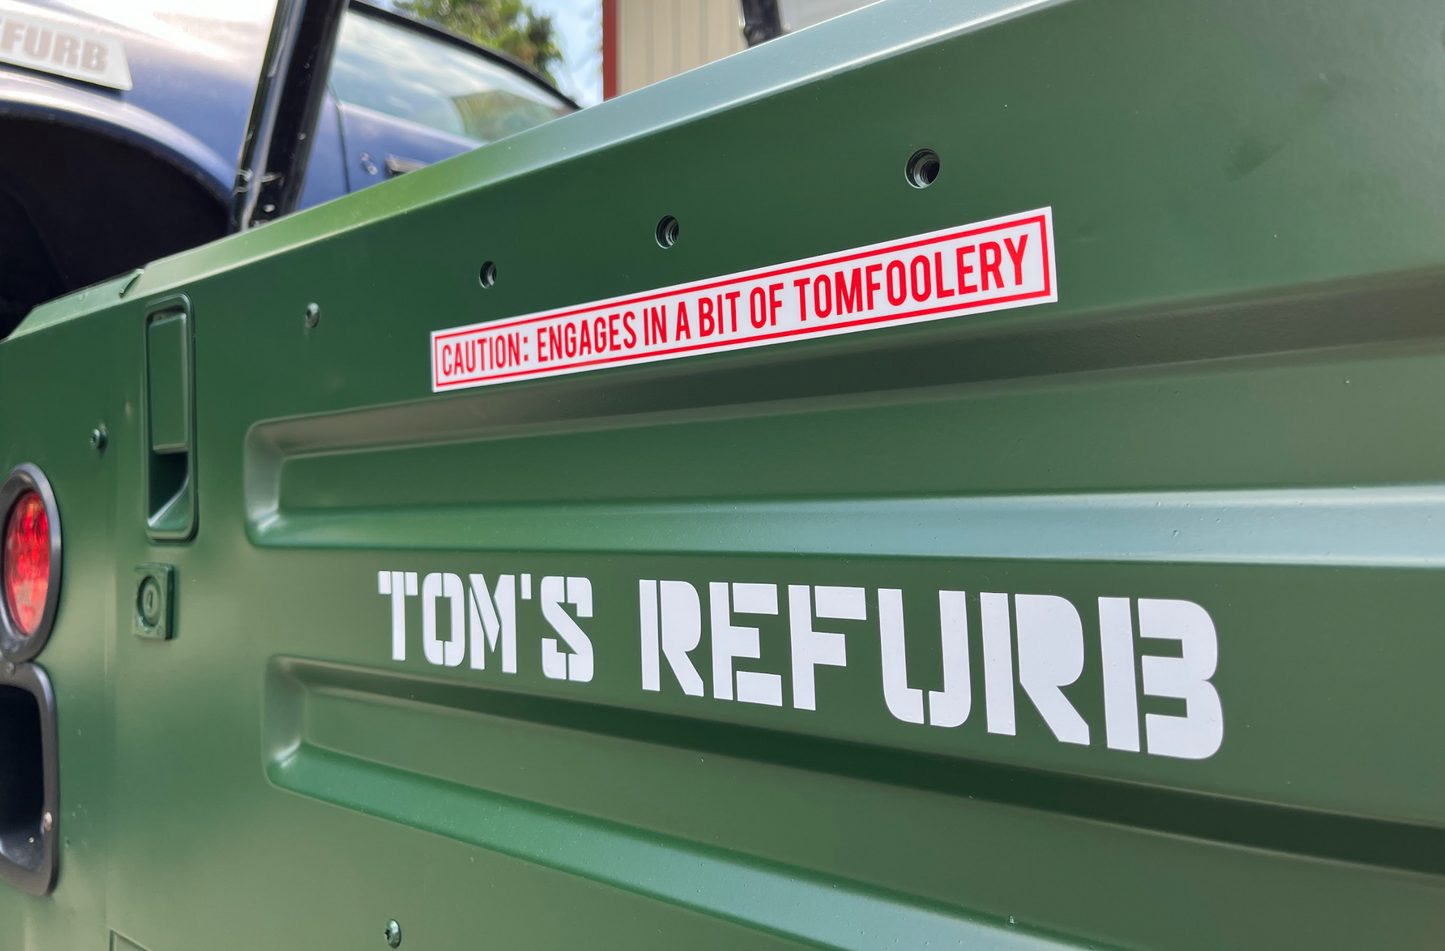 FURB
CAUTION: ENGAGES IN A BIT OF TOMFOOLERY
TOM'S REFURB